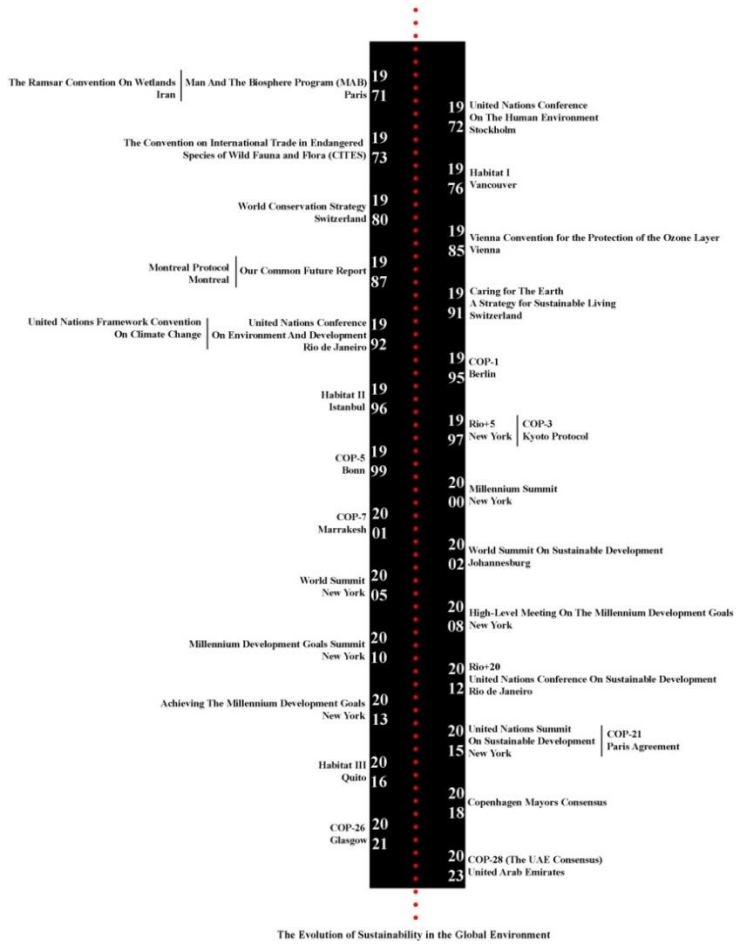 The Ramsar Convention On Wetlands
Iran
Man And The Biosphere Program (MAB)
Paris
19
71
19
72
United Nations Conference
On The Human Environment
Stockholm
The Convention on International Trade in Endangered
Species of Wild Fauna and Flora (CITES)
19
73
19
76
Habitat I
Vancouver
World Conservation Strategy
Switzerland
19
80
19
85
Vienna Convention for the Protection of the Ozone Layer
Vienna
Montreal Protocol
Montreal
Our Common Future Report
19
87
19
91
Caring for The Earth
A Strategy for Sustainable Living
Switzerland
United Nations Framework Convention
On Climate Change
United Nations Conference
On Environment And Development
Rio de Janeiro
19
92
19
95
COP-1
Berlin
Habitat II
Istanbul
19
96
19
97
Rio+5
New York
COP-3
Kyoto Protocol
COP-5
Bonn
19
99
20
00
Millennium Summit
New York
COP-7
Marrakesh
20
01
20
02
World Summit On Sustainable Development
Johannesburg
World Summit
New York
20
05
20
08
High-Level Meeting On The Millennium Development Goals
New York
Millennium Development Goals Summit
New York
20
10
20
12
Rio+20
United Nations Conference On Sustainable Development
Rio de Janeiro
Achieving The Millennium Development Goals
New York
20
13
20
15
United Nations Summit
On Sustainable Development
New York
COP-21
Paris Agreement
Habitat III
Quito
20
16
20
18
Copenhagen Mayors Consensus
COP-26
Glasgow
20
21
20
23
COP-28 (The UAE Consensus)
United Arab Emirates
The Evolution of Sustainability in the Global Environment